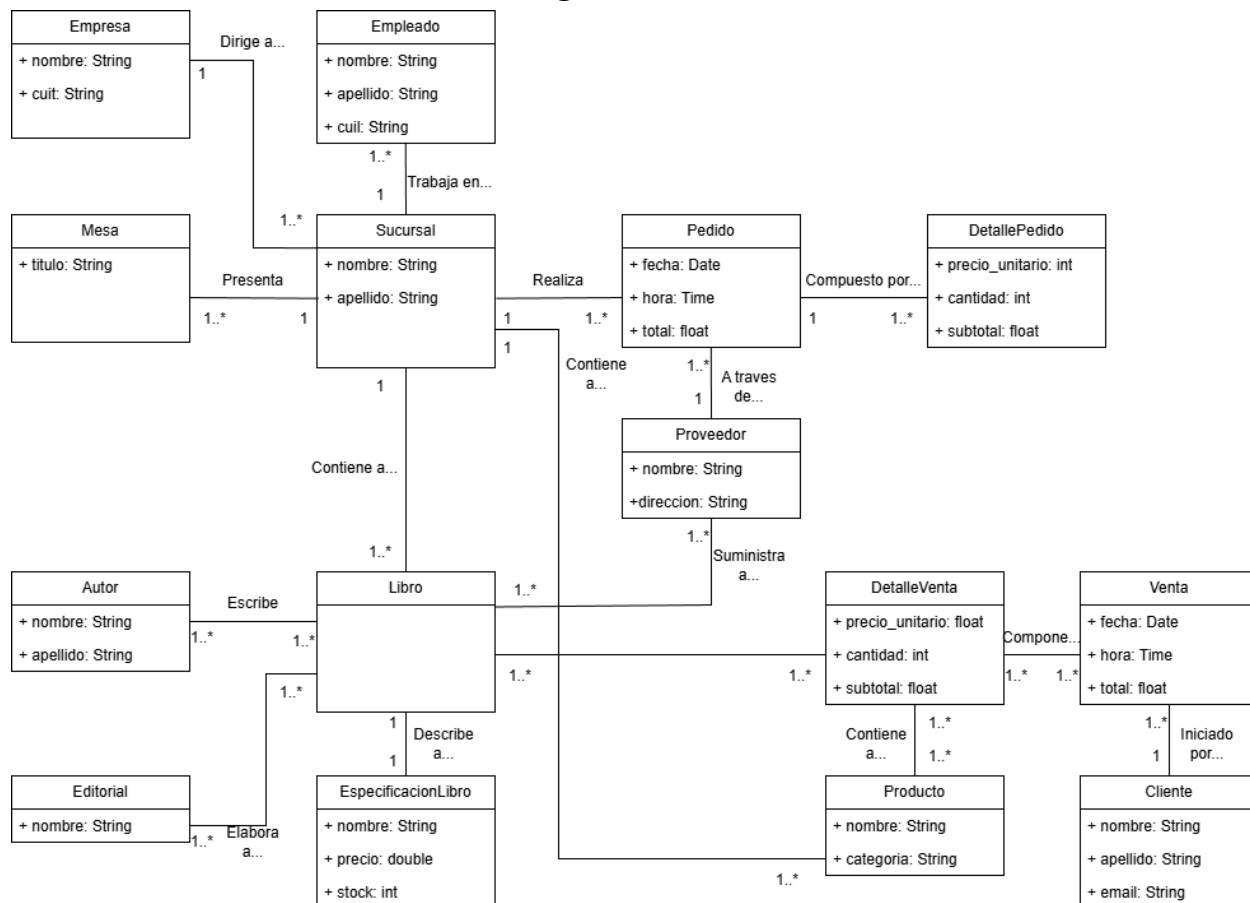 Empresa
+ nombre: String
+ cuit: String
Dirige a...
1
1..*
Empleado
+ nombre: String
+ apellido: String
+ cuil: String
1..*
Trabaja en...
1
Mesa
+ titulo: String
Presenta
1..*
1
Sucursal
+ nombre: String
+ apellido: String
Realiza
1
1..*
1
Contiene
a...
Pedido
+ fecha: Date
+ hora: Time
+ total: float
Compuesto por...
1
1..*
DetallePedido
+ precio_unitario: int
+ cantidad: int
+ subtotal: float
1..*
A traves
de...
1
Proveedor
+ nombre: String
+direccion: String
1..*
Suministra
a...
1..*
1
Contiene a...
1..*
Autor
+ nombre: String
+ apellido: String
Escribe
1..*
1..*
Libro
1..*
1..*
1..*
DetalleVenta
+ precio_unitario: float
+ cantidad: int
+ subtotal: float
Compone...
1..*
1..*
Venta
+ fecha: Date
+ hora: Time
+ total: float
1
Describe
a...
1
Contiene
a...
1..*
1..*
1..*
Iniciado
por...
1
Editorial
+ nombre: String
1..*
Elabora
a...
EspecificacionLibro
+ nombre: String
+ precio: double
+ stock: int
Producto
+ nombre: String
+ categoria: String
1..*
Cliente
+ nombre: String
+ apellido: String
+ email: String